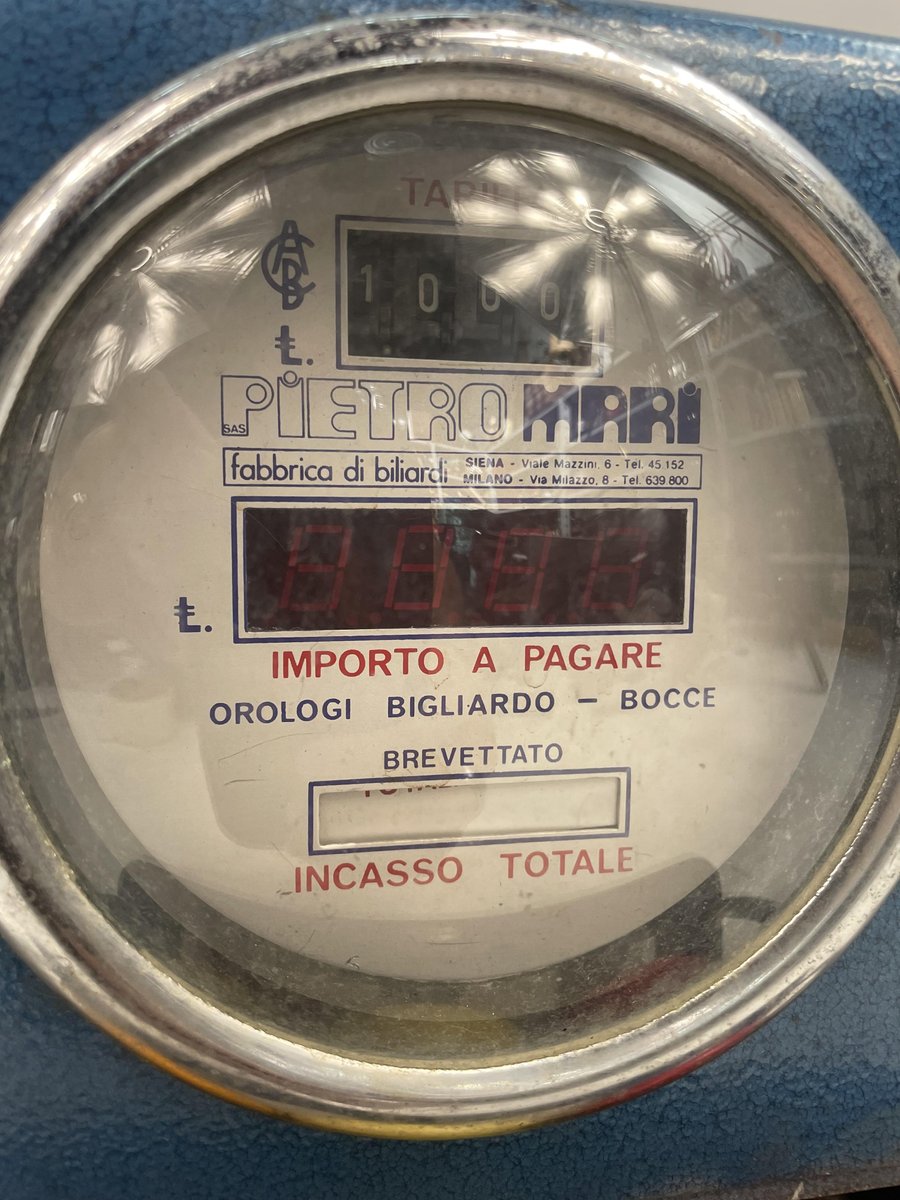 1000
Ł.
PIETRO MARI
SAS
fabbrica di biliardi
SIENA - Viale Mazzini, 6 - Tel. 45 152
MILANO - Via Milazzo, 8 - Tel. 639.800
8888
Ł.
IMPORTO A PAGARE
OROLOGI BIGLIARDO - BOCCE
BREVETTATO
INCASSO TOTALE